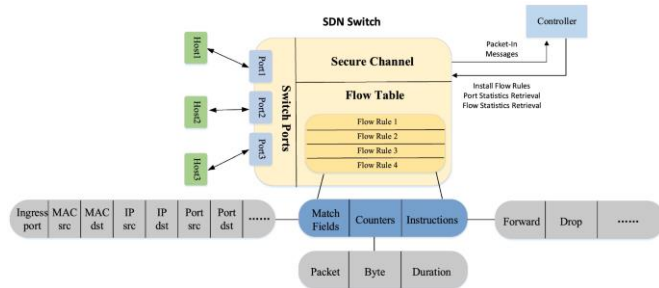 SDN Switch
Controller
Host1
Host2
Host3
Port1
Port2
Port3
Switch Ports
Secure Channel
Packet-In
Messages
Install Flow Rules
Port Statistics Retrieval
Flow Statistics Retrieval
Flow Table
Flow Rule 1
Flow Rule 2
Flow Rule 3
Flow Rule 4
Ingress port
MAC src
MAC dst
IP src
IP dst
Port src
Port dst
......
Match Fields
Counters
Instructions
Forward
Drop
......
Packet
Byte
Duration